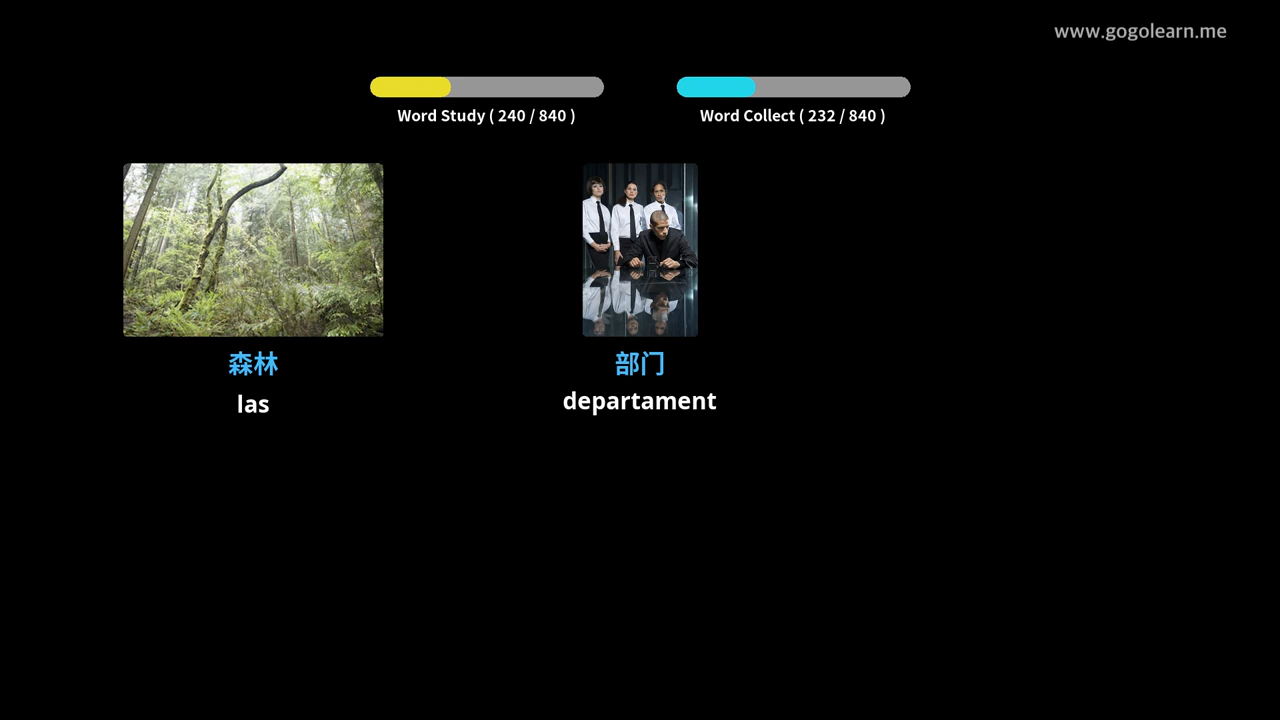 www.gogolearn.me
Word Study ( 240 / 840 )
Word Collect ( 232 / 840 )
森林
las
部门
departament